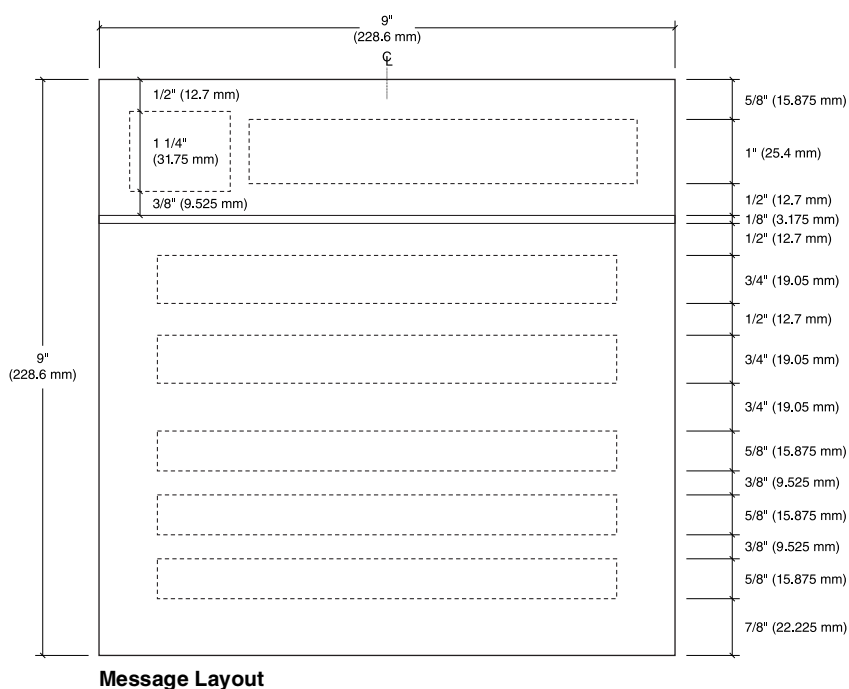 9"
(228.6 mm)
℄
1/2" (12.7 mm)
1 1/4"
(31.75 mm)
3/8" (9.525 mm)
5/8" (15.875 mm)
1" (25.4 mm)
1/2" (12.7 mm)
1/8" (3.175 mm)
1/2" (12.7 mm)
3/4" (19.05 mm)
1/2" (12.7 mm)
3/4" (19.05 mm)
3/4" (19.05 mm)
5/8" (15.875 mm)
3/8" (9.525 mm)
5/8" (15.875 mm)
3/8" (9.525 mm)
5/8" (15.875 mm)
7/8" (22.225 mm)
9"
(228.6 mm)
Message Layout